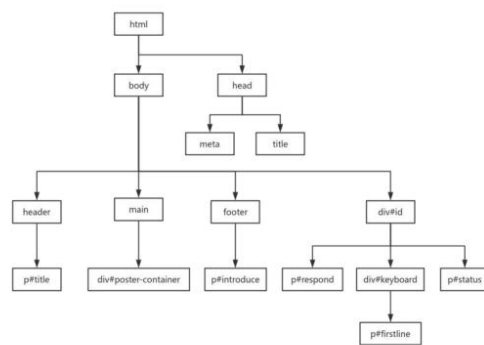 html
body
head
meta
title
header
main
footer
div#id
p#title
div#poster-container
p#introduce
p#respond
div#keyboard
p#status
p#firstline